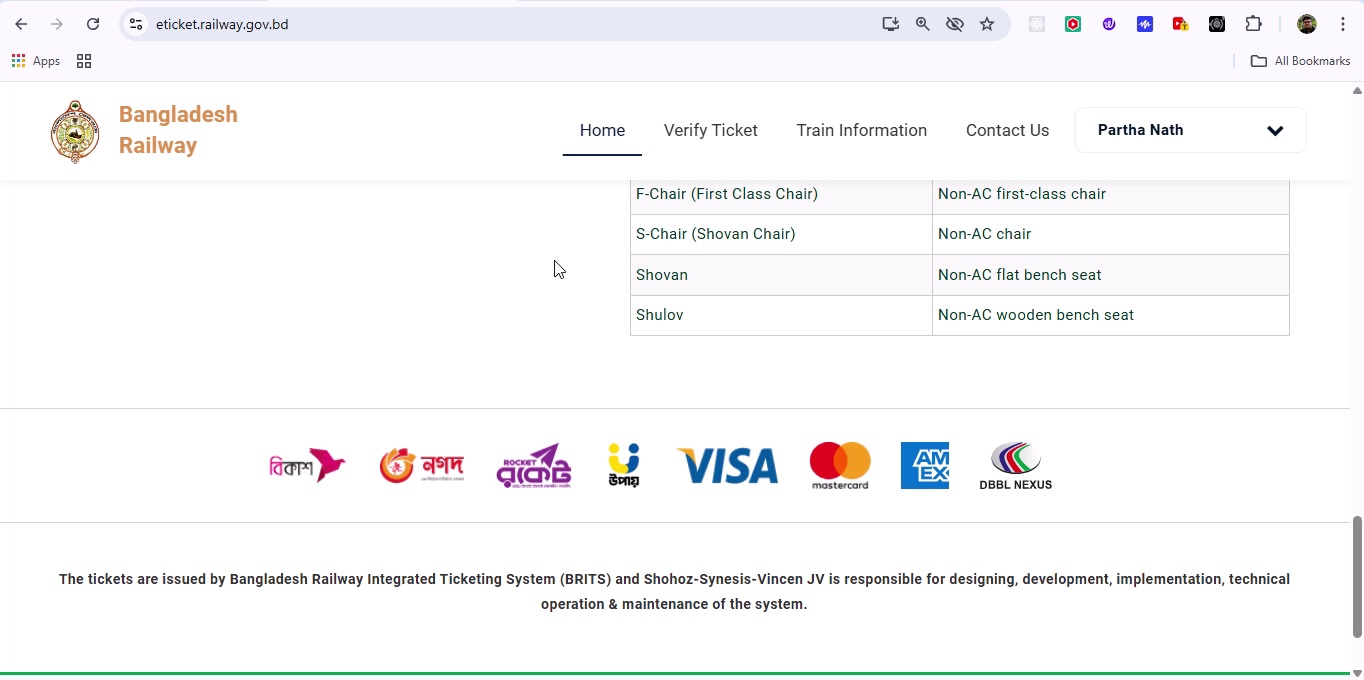 eticket.railway.gov.bd
Apps
All Bookmarks
Bangladesh
Railway
Home
Verify Ticket
Train Information
Contact Us
Partha Nath
F-Chair (First Class Chair)
Non-AC first-class chair
S-Chair (Shovan Chair)
Non-AC chair
Shovan
Non-AC flat bench seat
Shulov
Non-AC wooden bench seat
বিকাশ
নগদ
ROCKET
রকেট
উপায়
VISA
mastercard
AM
EX
DBBL NEXUS
The tickets are issued by Bangladesh Railway Integrated Ticketing System (BRITS) and Shohoz-Synesis-Vincen JV is responsible for designing, development, implementation, technical
operation & maintenance of the system.